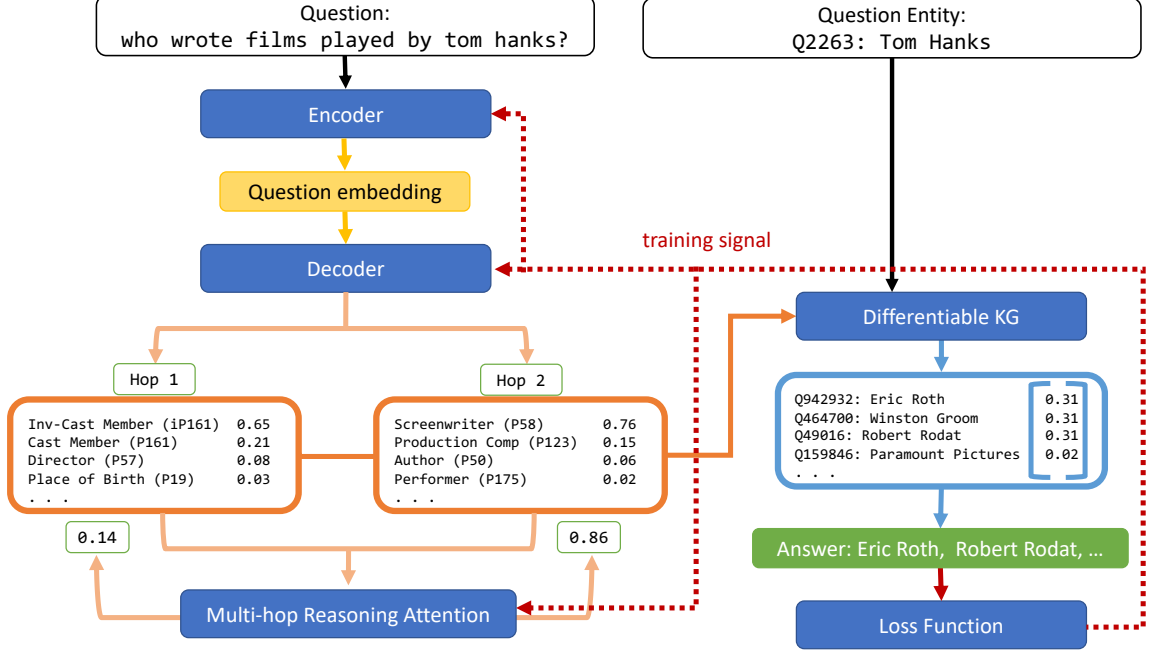 Question:
who wrote films played by tom hanks?
Question Entity:
Q2263: Tom Hanks
Encoder
Question embedding
Decoder
training signal
Differentiable KG
Hop 1
Hop 2
Inv-Cast Member (iP161) 0.65
Cast Member (P161) 0.21
Director (P57) 0.08
Place of Birth (P19) 0.03
. . .
Screenwriter (P58) 0.76
Production Comp (P123) 0.15
Author (P50) 0.06
Performer (P175) 0.02
. . .
Q942932: Eric Roth 0.31
Q464700: Winston Groom 0.31
Q49016: Robert Rodat 0.31
Q159846: Paramount Pictures 0.02
. . .
0.14
0.86
Answer: Eric Roth, Robert Rodat, ...
Multi-hop Reasoning Attention
Loss Function